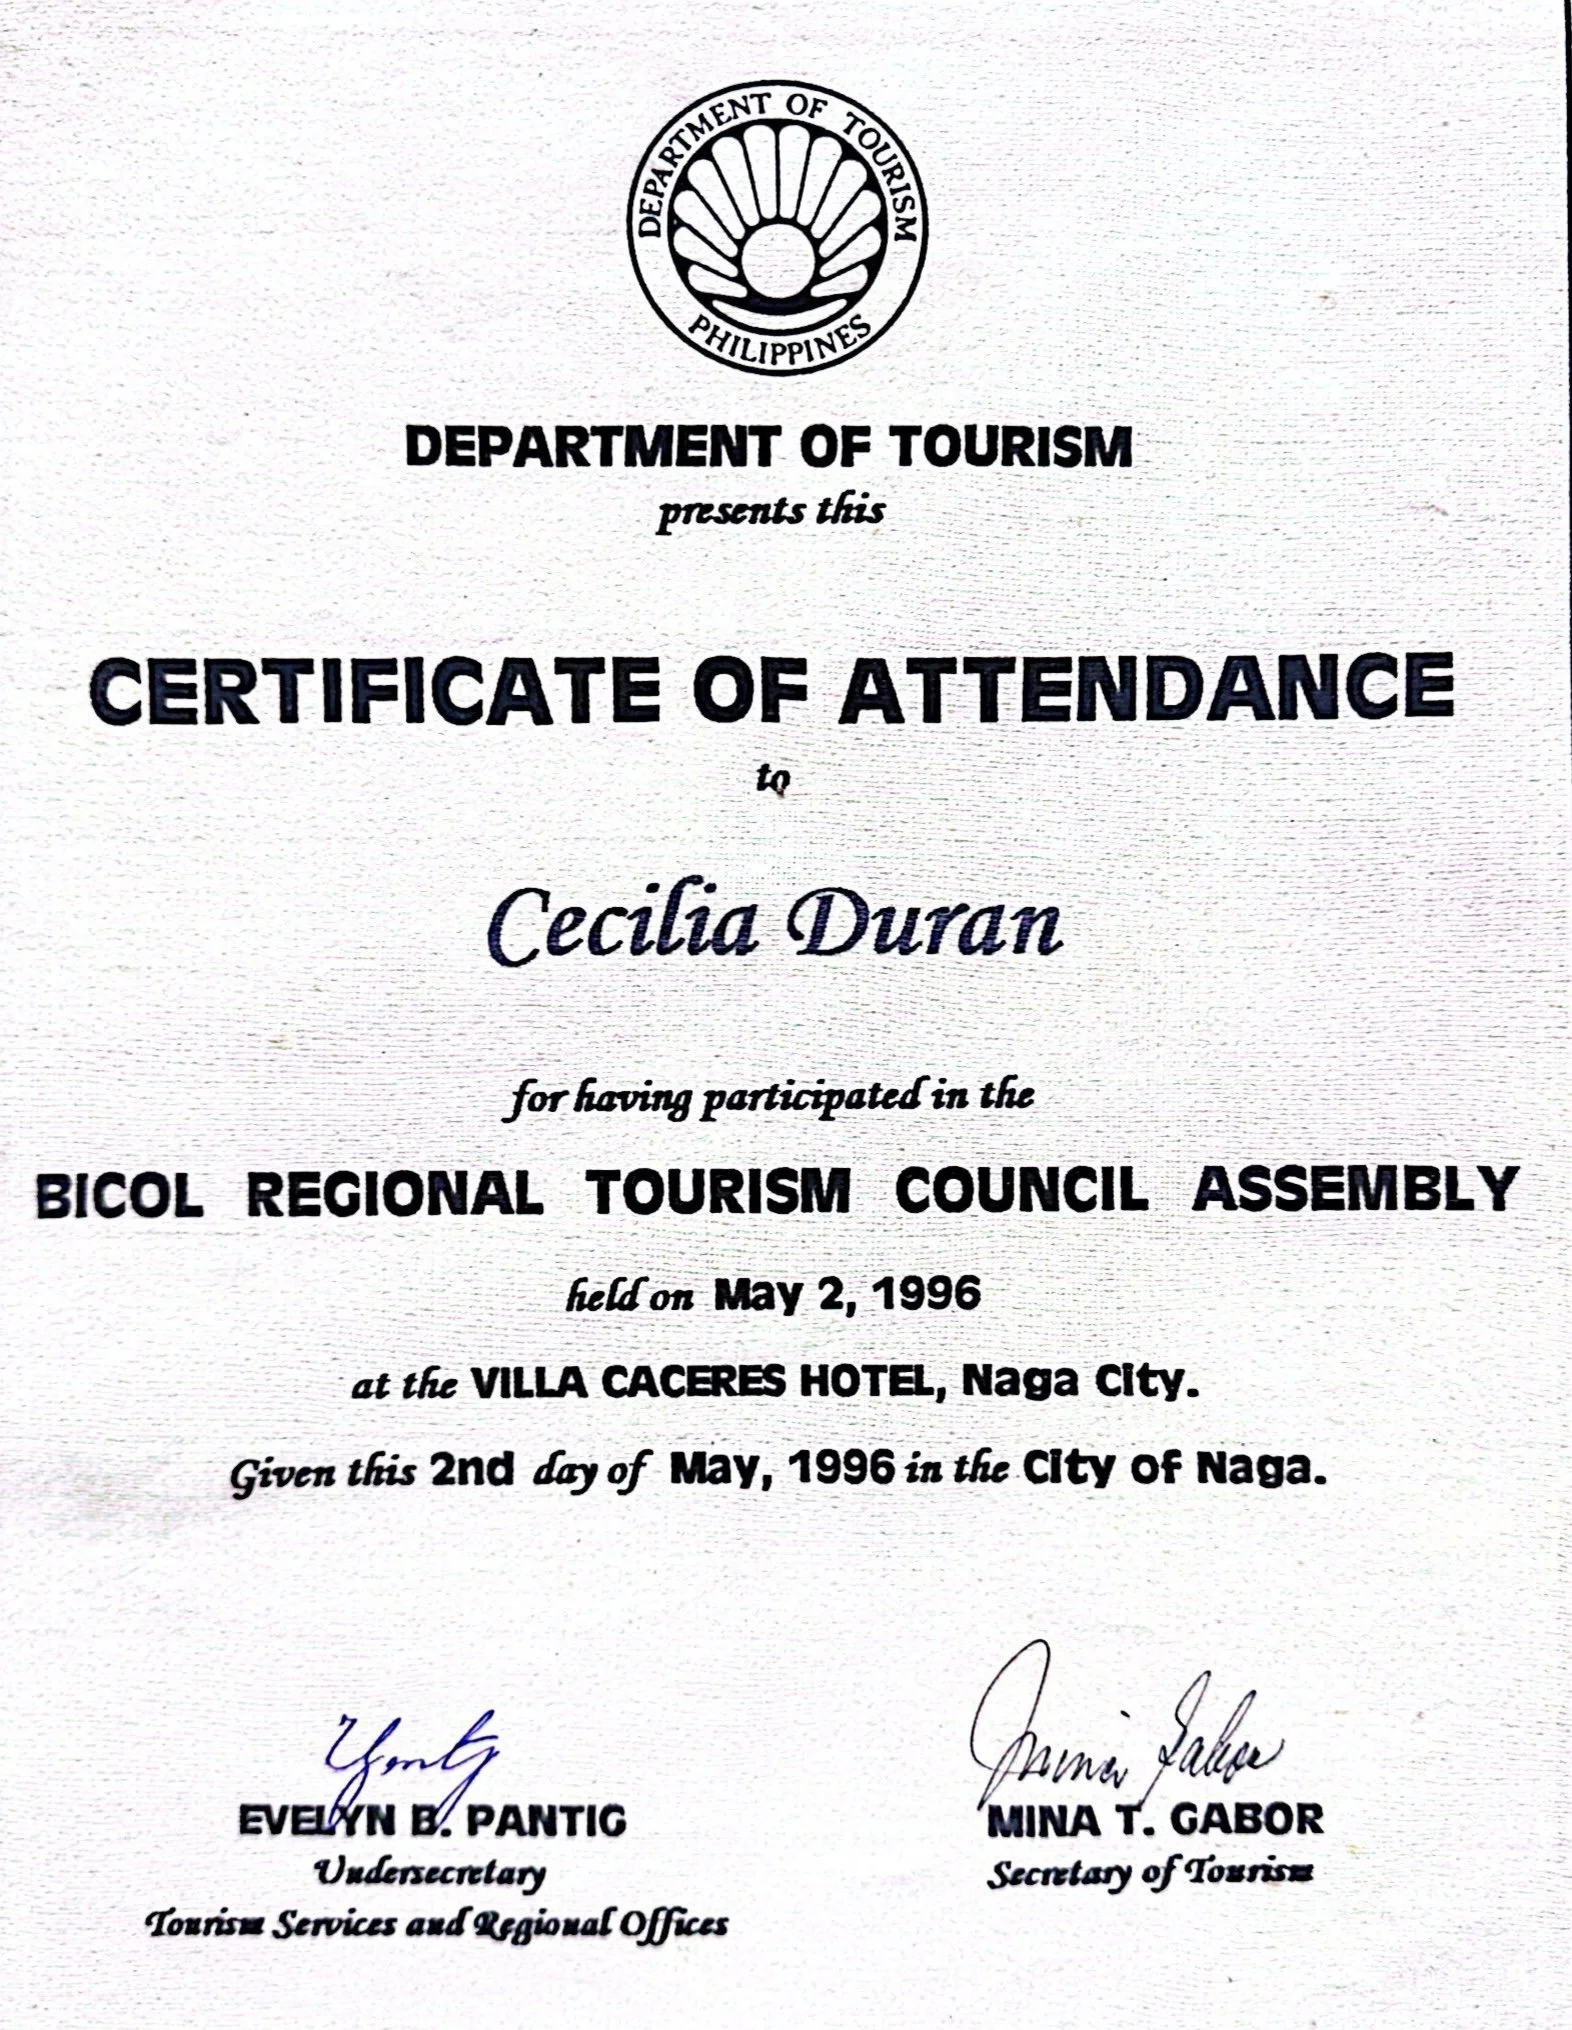 DEPARTMENT OF TOURISM
PHILIPPINES
DEPARTMENT OF TOURISM
presents this
CERTIFICATE OF ATTENDANCE
to
Cecilia Duran
for having participated in the
BICOL REGIONAL TOURISM COUNCIL ASSEMBLY
held on May 2, 1996
at the VILLA CACERES HOTEL, Naga City.
Given this 2nd day of May, 1996 in the City of Naga.
Mina Gabor
EVELYN B. PANTIG
Undersecretary
Tourism Services and Regional Offices
MINA T. GABOR
Secretary of Tourism